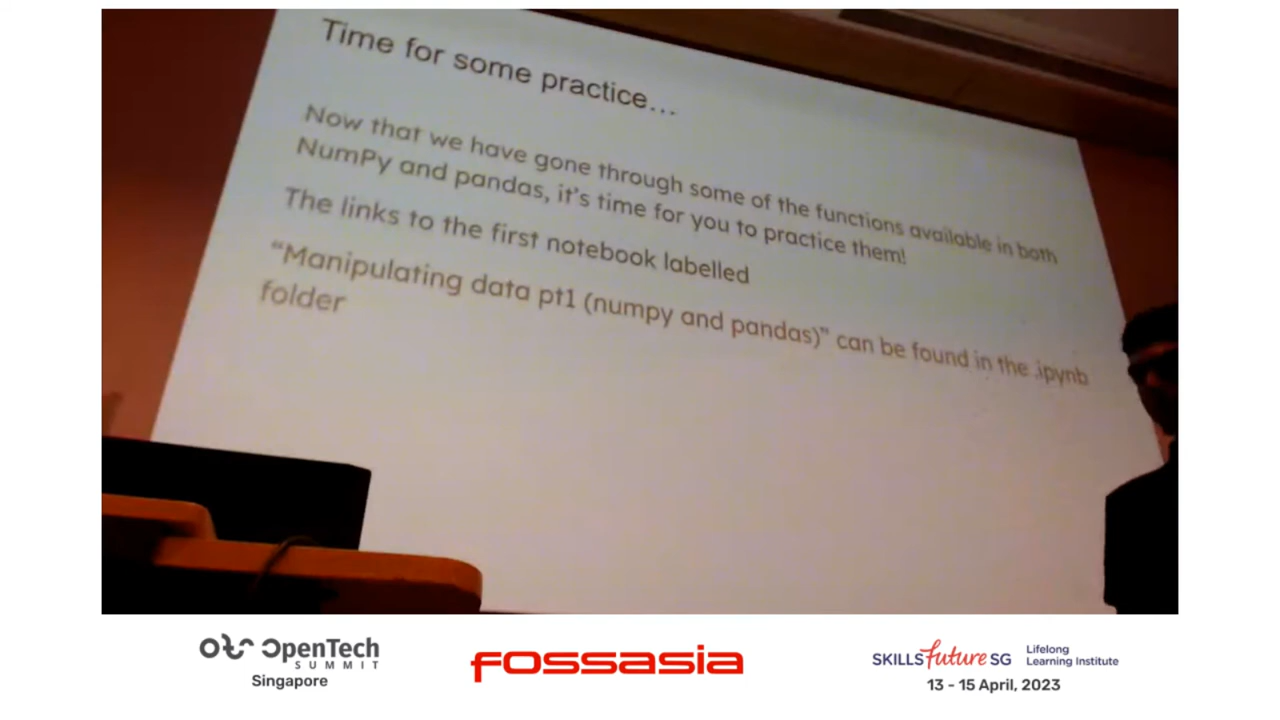 Time for some practice...
Now that we have gone through some of the functions available in both
NumPy and pandas, it's time for you to practice them!
The links to the first notebook labelled
“Manipulating data pt1 (numpy and pandas)” can be found in the .ipynb
folder
OTS OpenTech
SUMMIT
Singapore
fossasia
SKILLS future SG
Lifelong
Learning Institute
13 - 15 April, 2023